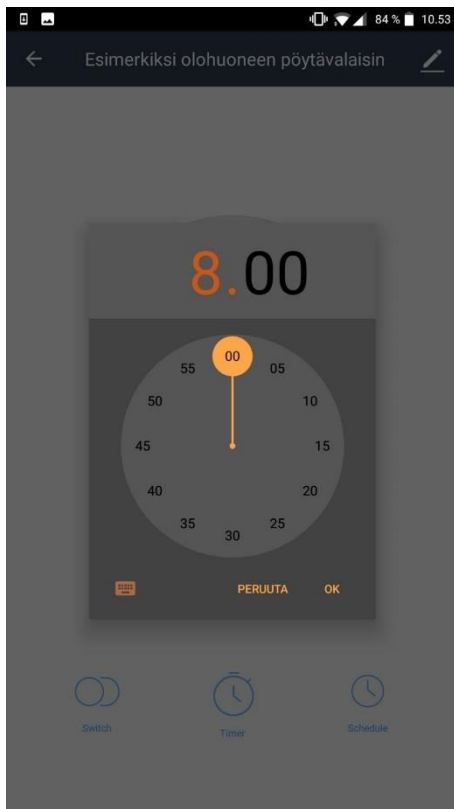 84 % 10.53
Esimerkiksi olohuoneen pöytävalaisin
8.00
00
55 05
50 10
45 15
40 20
35 25
30
PERUUTA OK
Switch Timer Schedule